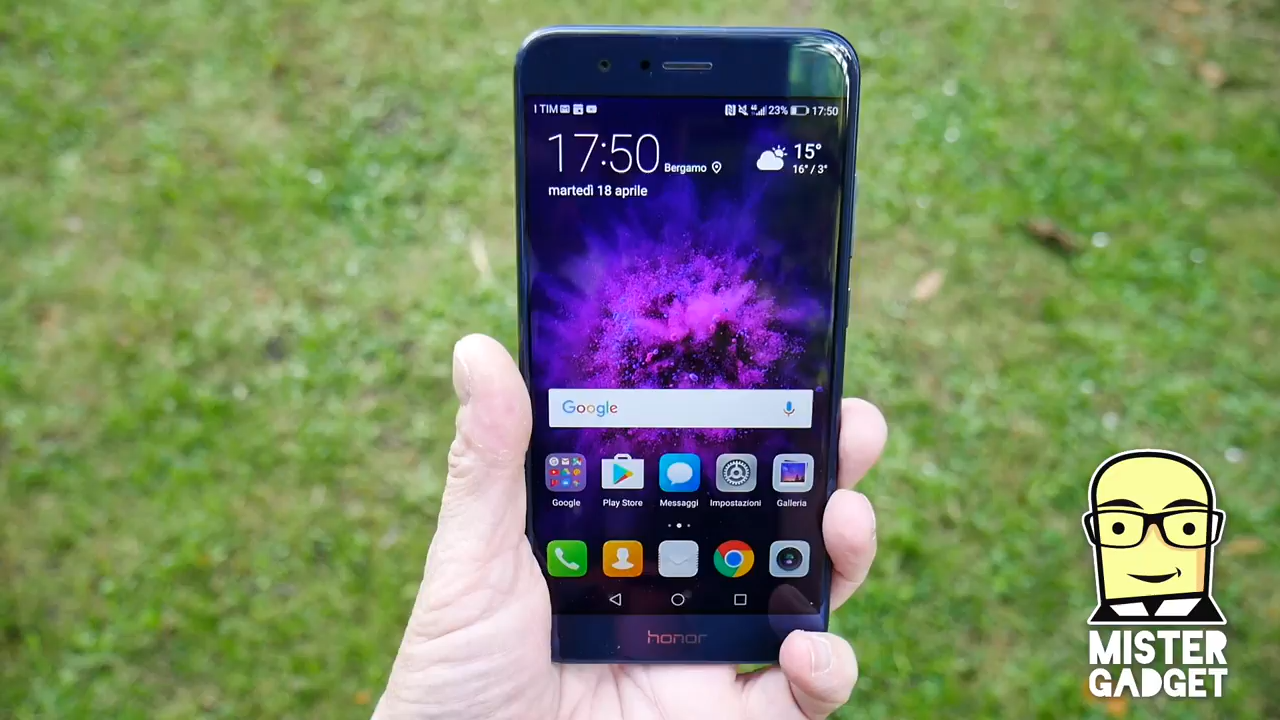 I TIM
23% 17:50
17:50 Bergamo
15°
16° / 3°
martedì 18 aprile
Google
Google
Play Store
Messaggi
Impostazioni
Galleria
honor
MISTER
GADGET